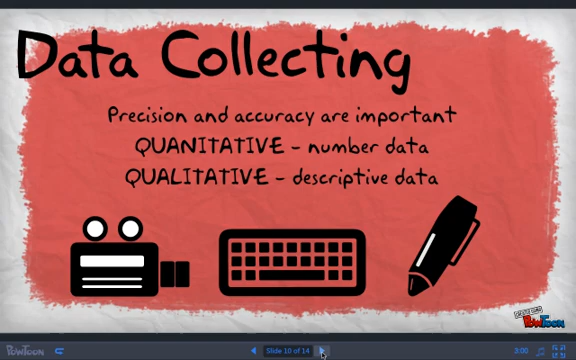 Data Collecting
Precision and accuracy are important
QUANITATIVE - number data
QUALITATIVE - descriptive data
POWTOON
POWTOON
Slide 10 of 14
3:00